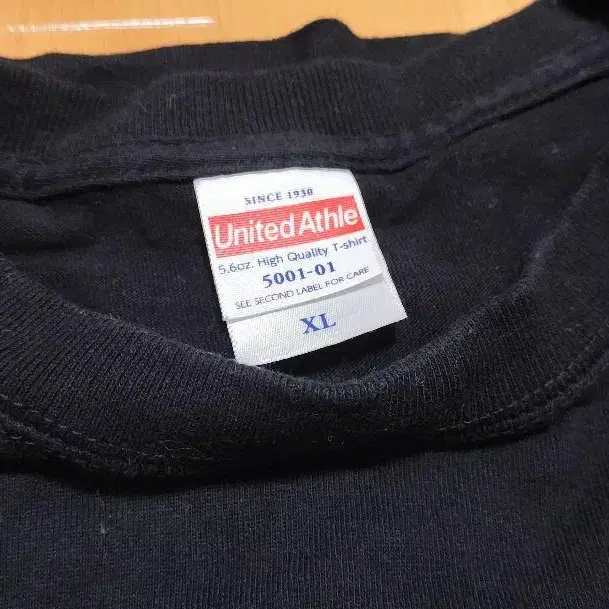 SINCE 1930
United Athle
5.6oz. High Quality T-shirt
5001-01
SEE SECOND LABEL FOR CARE
XL